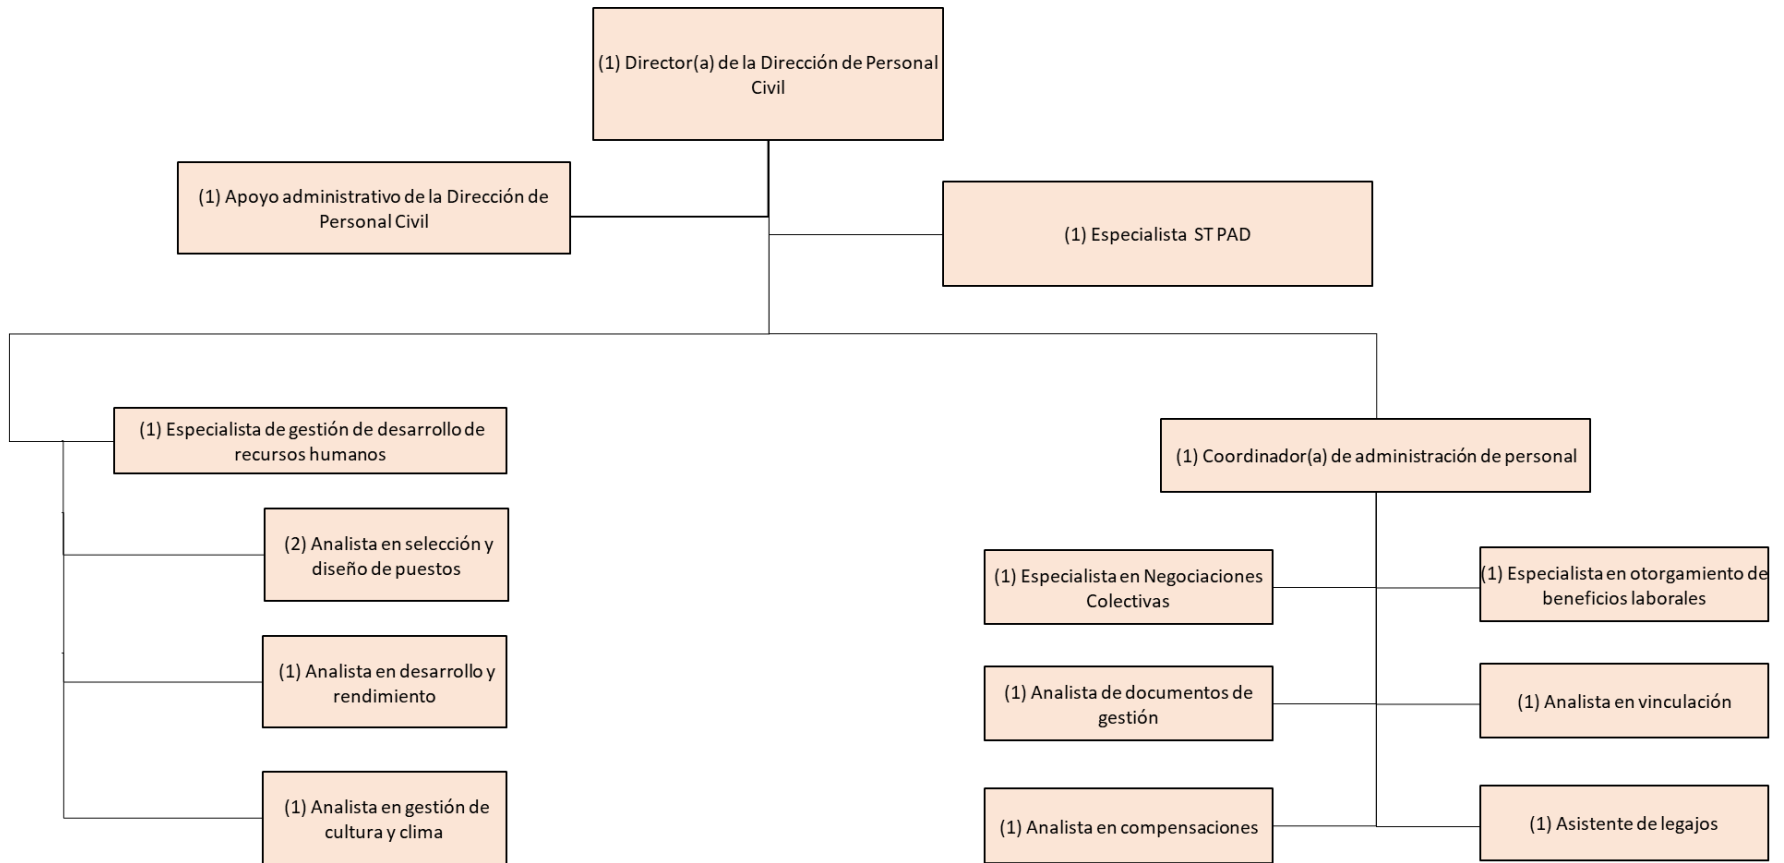 (1) Director(a) de la Dirección de Personal
Civil
(1) Apoyo administrativo de la Dirección de
Personal Civil
(1) Especialista ST PAD
(1) Especialista de gestión de desarrollo de
recursos humanos
(1) Coordinador(a) de administración de personal
(2) Analista en selección y
diseño de puestos
(1) Analista en desarrollo y
rendimiento
(1) Analista en gestión de
cultura y clima
(1) Especialista en Negociaciones
Colectivas
(1) Especialista en otorgamiento de
beneficios laborales
(1) Analista de documentos de
gestión
(1) Analista en vinculación
(1) Analista en compensaciones
(1) Asistente de legajos